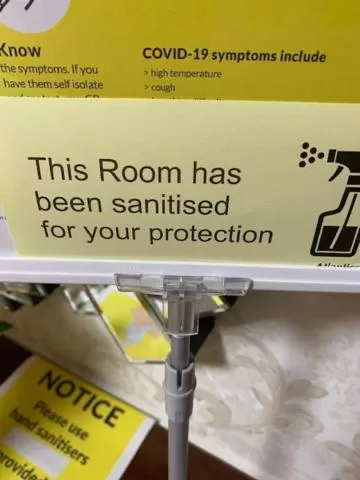 Know
the symptoms. If you
have them self isolate
COVID-19 symptoms include
> high temperature
> cough
This Room has
been sanitised
for your protection
NOTICE
Please use
hand sanitisers
provided